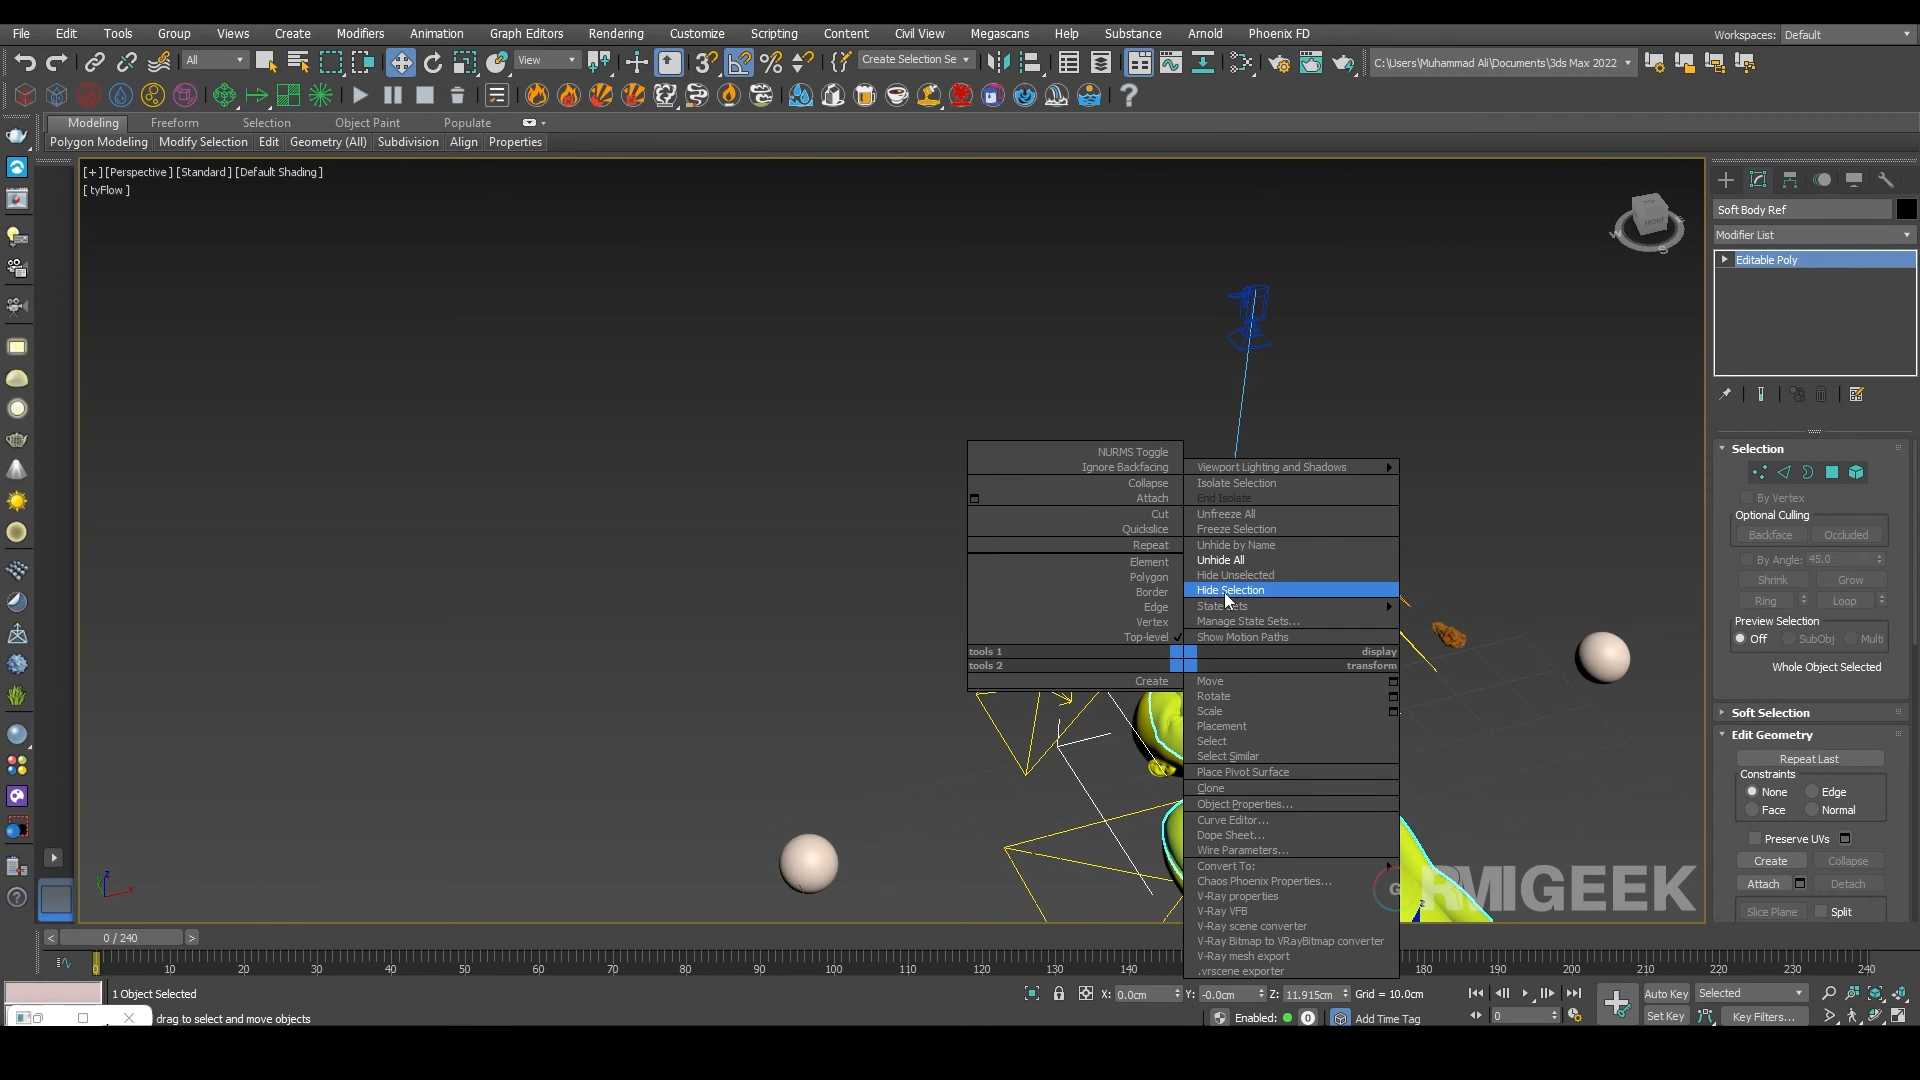 File Edit Tools Group Views Create Modifiers Animation Graph Editors Rendering Customize Scripting Content Civil View Megascans Help Substance Arnold Phoenix FD Workspaces: Default
All View Create Selection Se C:\Users\Muhammad Ali\Documents\3ds Max 2022
Modeling Freeform Selection Object Paint Populate
Polygon Modeling Modify Selection Edit Geometry (All) Subdivision Align Properties
[+] [Perspective] [Standard] [Default Shading]
[tyFlow]
FRONT
W
S
Soft Body Ref
Modifier List
Editable Poly
Selection
By Vertex
Optional Culling
Backface Occluded
By Angle: 45.0
Shrink Grow
Ring Loop
Preview Selection
Off SubObj Multi
Whole Object Selected
Soft Selection
Edit Geometry
Repeat Last
Constraints
None Edge
Face Normal
Preserve UVs
Create Collapse
Attach Detach
Slice Plane Split
NURMS Toggle
Ignore Backfacing
Collapse
Attach
Cut
Quickslice
Repeat
Element
Polygon
Border
Edge
Vertex
Top-level
tools 1
tools 2
Create
Viewport Lighting and Shadows
Isolate Selection
End Isolate
Unfreeze All
Freeze Selection
Unhide by Name
Unhide All
Hide Unselected
Hide Selection
State Sets
Manage State Sets...
Show Motion Paths
display
transform
Move
Rotate
Scale
Placement
Select
Select Similar
Place Pivot Surface
Clone
Object Properties...
Curve Editor...
Dope Sheet...
Wire Parameters...
Convert To:
Chaos Phoenix Properties...
V-Ray properties
V-Ray VFB
V-Ray scene converter
V-Ray Bitmap to VRayBitmap converter
V-Ray mesh export
.vrscene exporter
RMIGEEK
z
x
< 0 / 240 >
0 10 20 30 40 50 60 70 80 90 100 110 120 130 140 180 190 200 210 220 230 240
1 Object Selected X: 0.0cm Y: -0.0cm Z: 11.915cm Grid = 10.0cm Auto Key Selected
drag to select and move objects Enabled: 0 Add Time Tag 0 Set Key Key Filters...